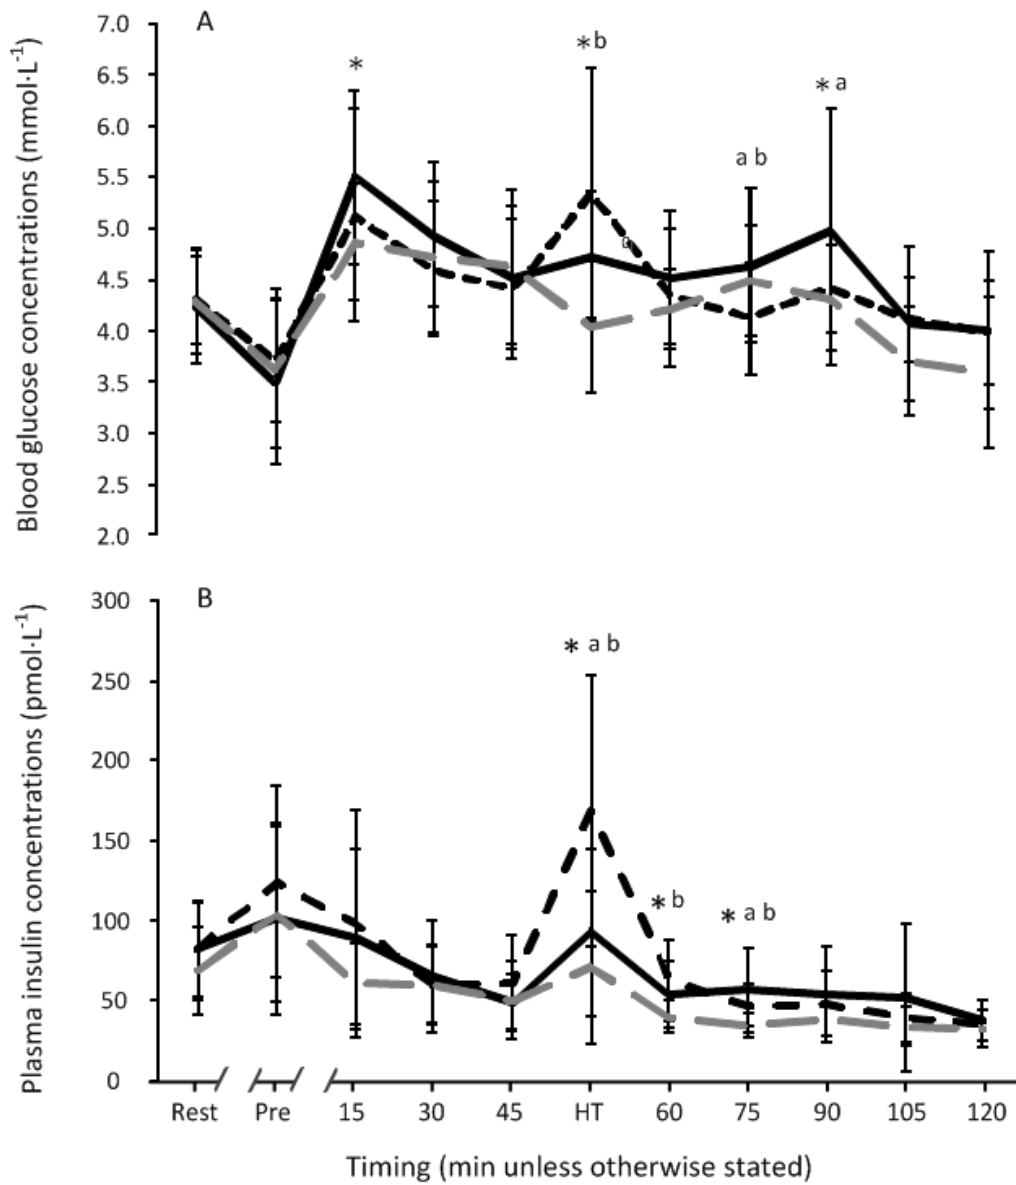 A
Blood glucose concentrations (mmol·L⁻¹)
7.0
6.5
6.0
5.5
5.0
4.5
4.0
3.5
3.0
2.5
2.0
*
*b
a b
* a
B
Plasma insulin concentrations (pmol·L⁻¹)
300
250
200
150
100
50
0
* a b
*b
* a b
Rest Pre 15 30 45 HT 60 75 90 105 120
Timing (min unless otherwise stated)